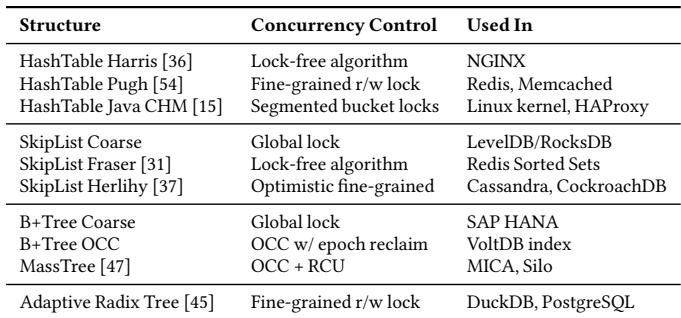 Structure Concurrency Control Used In
HashTable Harris [36] Lock-free algorithm NGINX
HashTable Pugh [54] Fine-grained r/w lock Redis, Memcached
HashTable Java CHM [15] Segmented bucket locks Linux kernel, HAProxy
SkipList Coarse Global lock LevelDB/RocksDB
SkipList Fraser [31] Lock-free algorithm Redis Sorted Sets
SkipList Herlihy [37] Optimistic fine-grained Cassandra, CockroachDB
B+Tree Coarse Global lock SAP HANA
B+Tree OCC OCC w/ epoch reclaim VoltDB index
MassTree [47] OCC + RCU MICA, Silo
Adaptive Radix Tree [45] Fine-grained r/w lock DuckDB, PostgreSQL